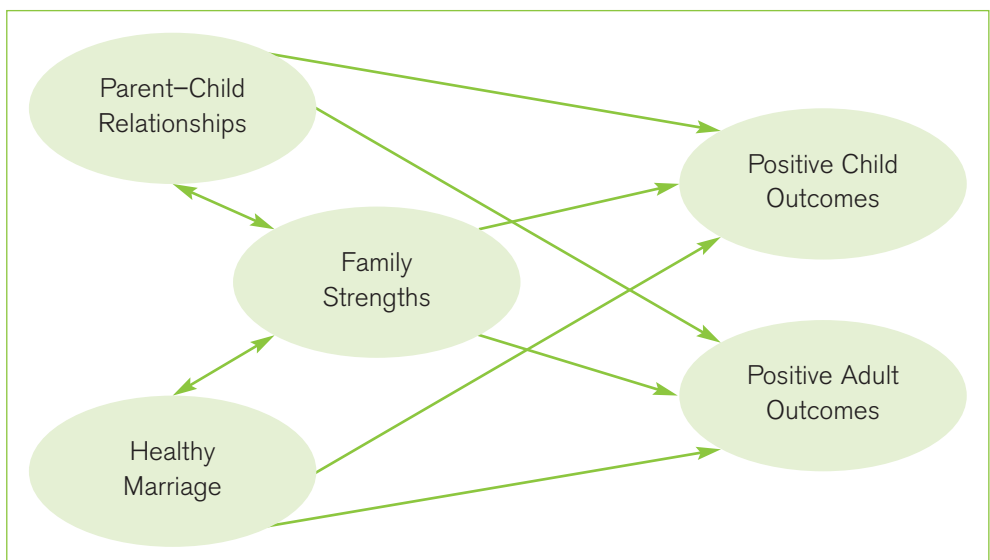 Parent–Child
Relationships
Positive Child
Outcomes
Family
Strengths
Positive Adult
Outcomes
Healthy
Marriage